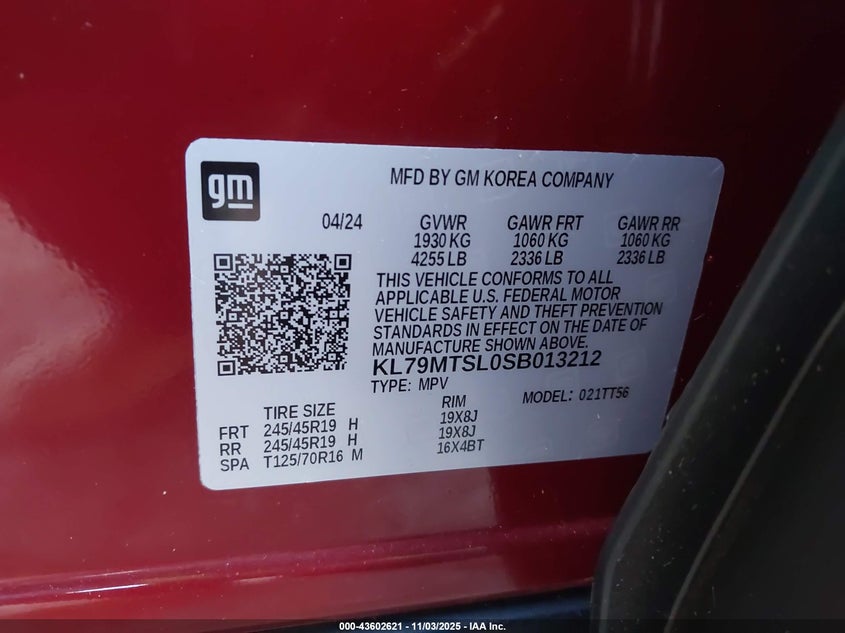 gm
MFD BY GM KOREA COMPANY
04/24 GVWR GAWR FRT GAWR RR
1930 KG 1060 KG 1060 KG
4255 LB 2336 LB 2336 LB
THIS VEHICLE CONFORMS TO ALL
APPLICABLE U.S. FEDERAL MOTOR
VEHICLE SAFETY AND THEFT PREVENTION
STANDARDS IN EFFECT ON THE DATE OF
MANUFACTURE SHOWN ABOVE.
KL79MTSL0SB013212
TYPE: MPV MODEL: 021TT56
TIRE SIZE RIM
FRT 245/45R19 H 19X8J
RR 245/45R19 H 19X8J
SPA T125/70R16 M 16X4BT
000-43602621 - 11/03/2025 - IAA Inc.